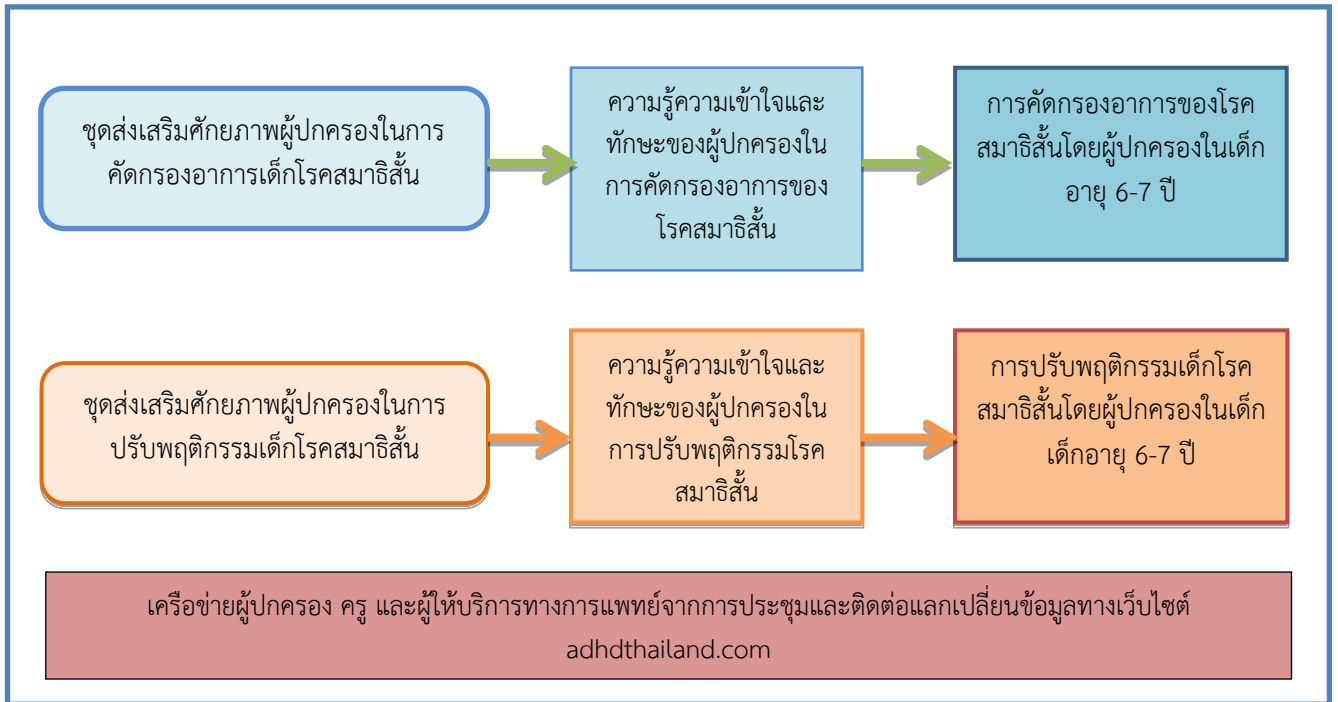 ชุดส่งเสริมศักยภาพผู้ปกครองในการ
คัดกรองอาการเด็กโรคสมาธิสั้น
ความรู้ความเข้าใจและ
ทักษะของผู้ปกครองใน
การคัดกรองอาการของ
โรคสมาธิสั้น
การคัดกรองอาการของโรค
สมาธิสั้นโดยผู้ปกครองในเด็ก
อายุ 6-7 ปี
ชุดส่งเสริมศักยภาพผู้ปกครองในการ
ปรับพฤติกรรมเด็กโรคสมาธิสั้น
ความรู้ความเข้าใจและ
ทักษะของผู้ปกครองใน
การปรับพฤติกรรมโรค
สมาธิสั้น
การปรับพฤติกรรมเด็กโรค
สมาธิสั้นโดยผู้ปกครองในเด็ก
เด็กอายุ 6-7 ปี
เครือข่ายผู้ปกครอง ครู และผู้ให้บริการทางการแพทย์จากการประชุมและติดต่อแลกเปลี่ยนข้อมูลทางเว็บไซต์
adhdthailand.com